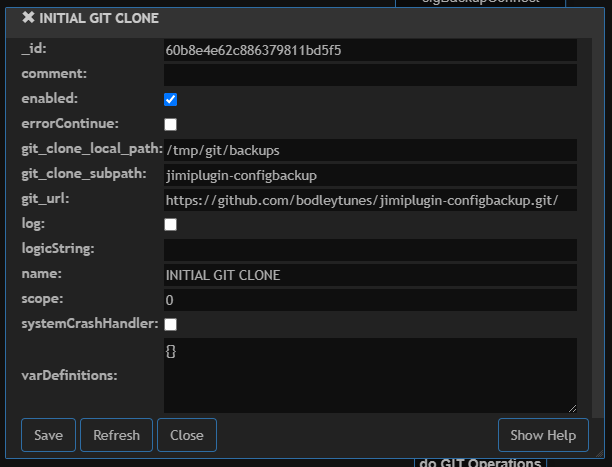 ✖ INITIAL GIT CLONE
_id: 60b8e4e62c886379811bd5f5
comment:
enabled:
errorContinue:
git_clone_local_path: /tmp/git/backups
git_clone_subpath: jimiplugin-configbackup
git_url: https://github.com/bodleytunes/jimiplugin-configbackup.git/
log:
logicString:
name: INITIAL GIT CLONE
scope: 0
systemCrashHandler:
varDefinitions: {}
Save Refresh Close Show Help
do GIT Operations